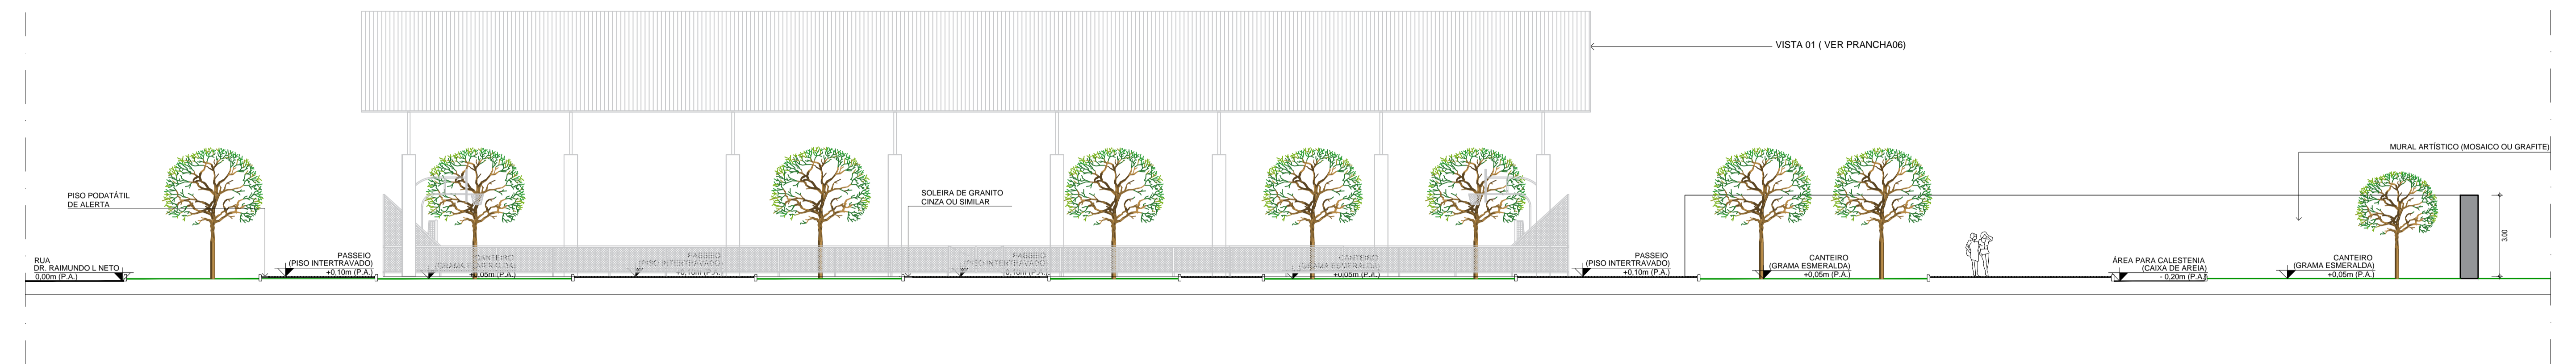 VISTA 01 ( VER PRANCHA06)
MURAL ARTÍSTICO (MOSAICO OU GRAFITE)
PISO PODATÁTIL
DE ALERTA
SOLEIRA DE GRANITO
CINZA OU SIMILAR
3.00
RUA
DR. RAIMUNDO L NETO
0,00m (P.A.)
PASSEIO
(PISO INTERTRAVADO)
+0,10m (P.A.)
CANTEIRO
(GRAMA ESMERALDA)
+0,05m (P.A.)
PASSEIO
(PISO INTERTRAVADO)
+0,10m (P.A.)
PASSEIO
(PISO INTERTRAVADO)
+0,10m (P.A.)
CANTEIRO
(GRAMA ESMERALDA)
+0,05m (P.A.)
PASSEIO
(PISO INTERTRAVADO)
+0,10m (P.A.)
CANTEIRO
(GRAMA ESMERALDA)
+0,05m (P.A.)
ÁREA PARA CALESTENIA
(CAIXA DE AREIA)
- 0,20m (P.A.)
CANTEIRO
(GRAMA ESMERALDA)
+0,05m (P.A.)